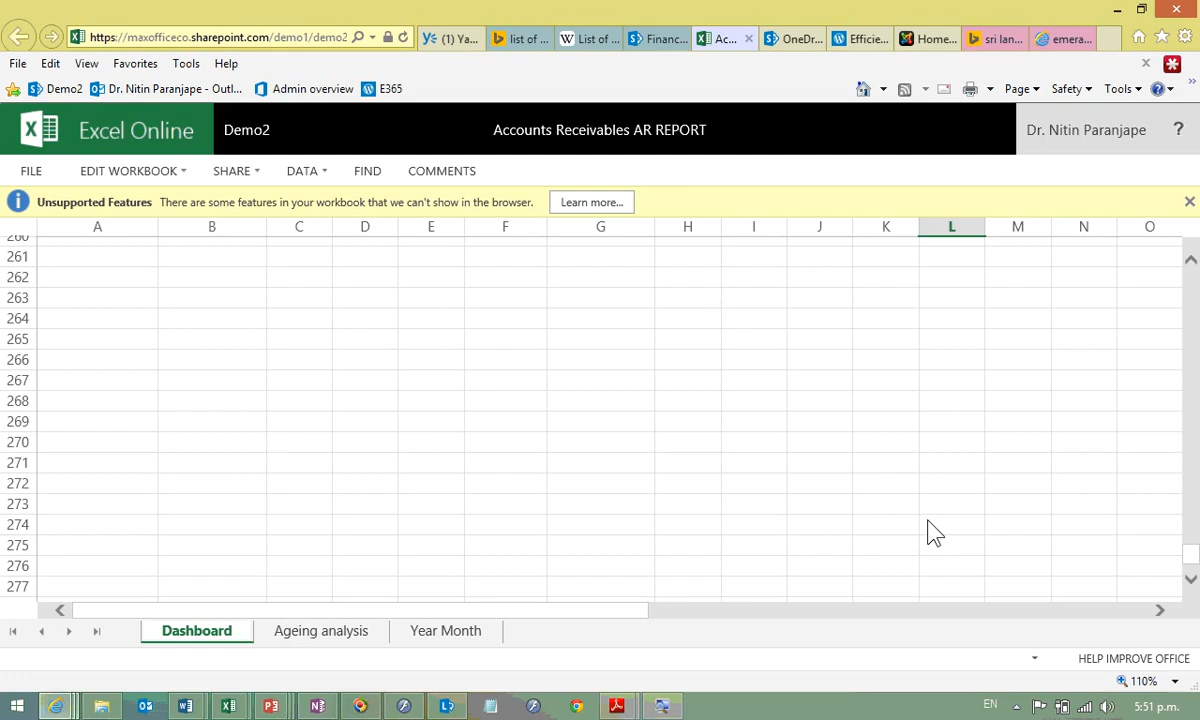 https://maxofficeco.sharepoint.com/demo1/demo2
(1) Ya...
list of ...
List of ...
Financ...
Ac...
OneDr...
Efficie...
Home...
sri lan...
emera...
File Edit View Favorites Tools Help
Demo2 Dr. Nitin Paranjape - Outl... Admin overview E365 Page Safety Tools
Excel Online Demo2 Accounts Receivables AR REPORT Dr. Nitin Paranjape ?
FILE EDIT WORKBOOK SHARE DATA FIND COMMENTS
Unsupported Features There are some features in your workbook that we can't show in the browser. Learn more...
A B C D E F G H I J K L M N O
260
261
262
263
264
265
266
267
268
269
270
271
272
273
274
275
276
277
Dashboard Ageing analysis Year Month
HELP IMPROVE OFFICE
110%
EN 5:51 p.m.